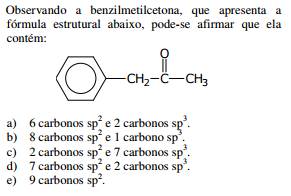 Observando a benzilmetilcetona, que apresenta a
fórmula estrutural abaixo, pode-se afirmar que ela
contém:
O
CH₂—C—CH₃
a) 6 carbonos sp² e 2 carbonos sp³.
b) 8 carbonos sp² e 1 carbono sp³.
c) 2 carbonos sp² e 7 carbonos sp³.
d) 7 carbonos sp² e 2 carbonos sp³.
e) 9 carbonos sp².